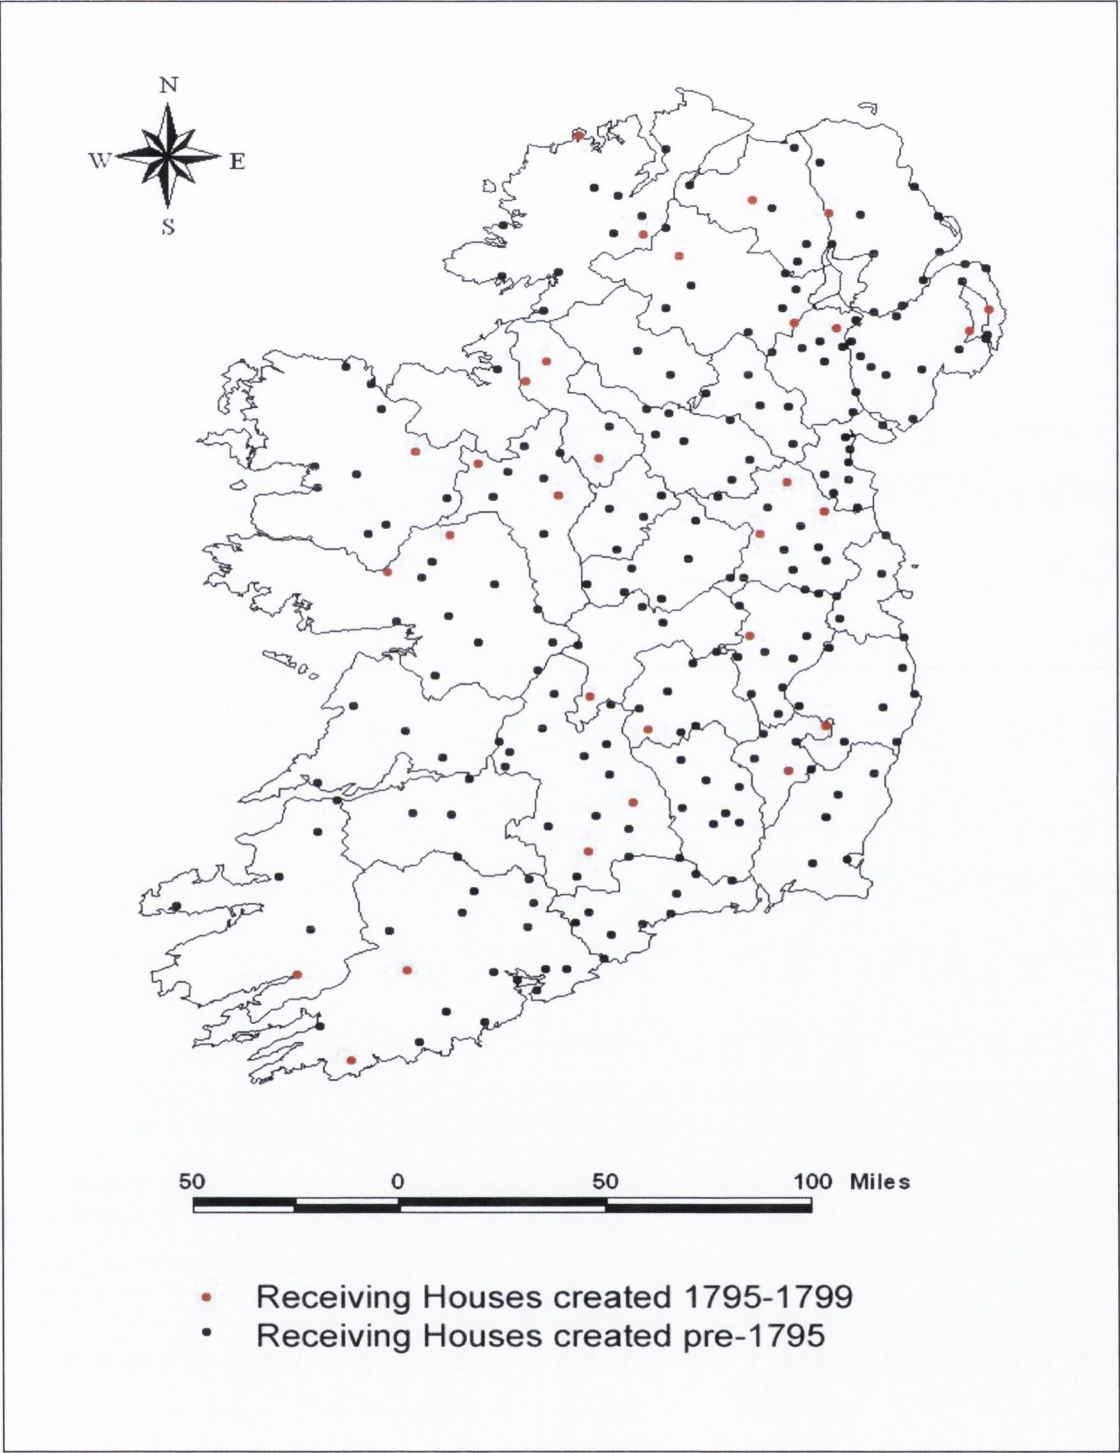 N
W E
S
50 0 50 100 Miles
Receiving Houses created 1795-1799
Receiving Houses created pre-1795